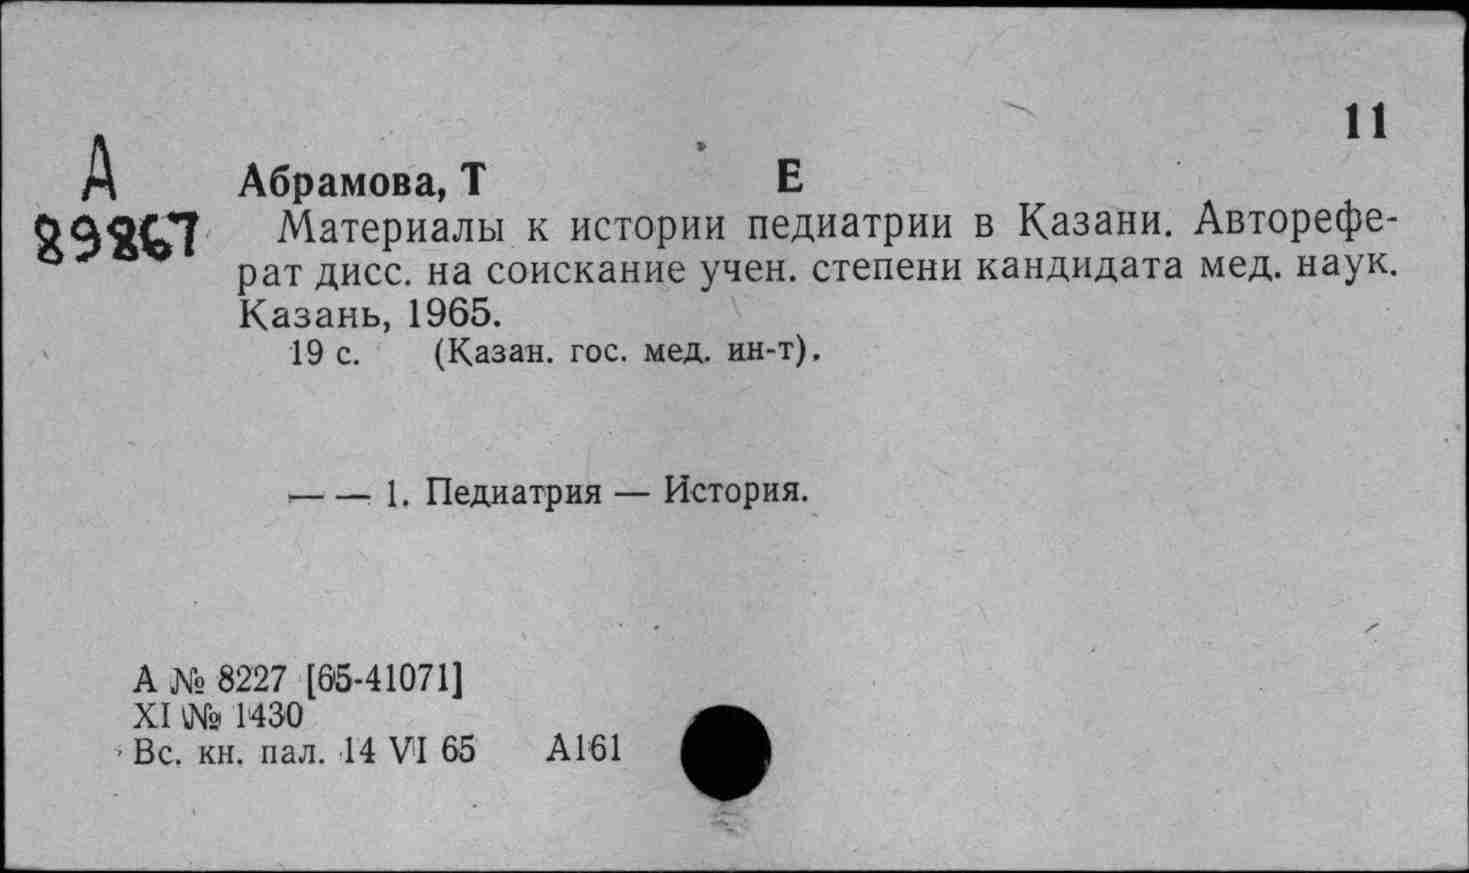 11
А
Абрамова, Т Е
89867
Материалы к истории педиатрии в Казани. Авторефе-
рат дисс. на соискание учен. степени кандидата мед. наук.
Казань, 1965.
19 с. (Казан. гос. мед. ин-т).
— — 1. Педиатрия — История.
А № 8227 [65-41071]
XI № 1430
Вс. кн. пал. 14 VI 65 А161